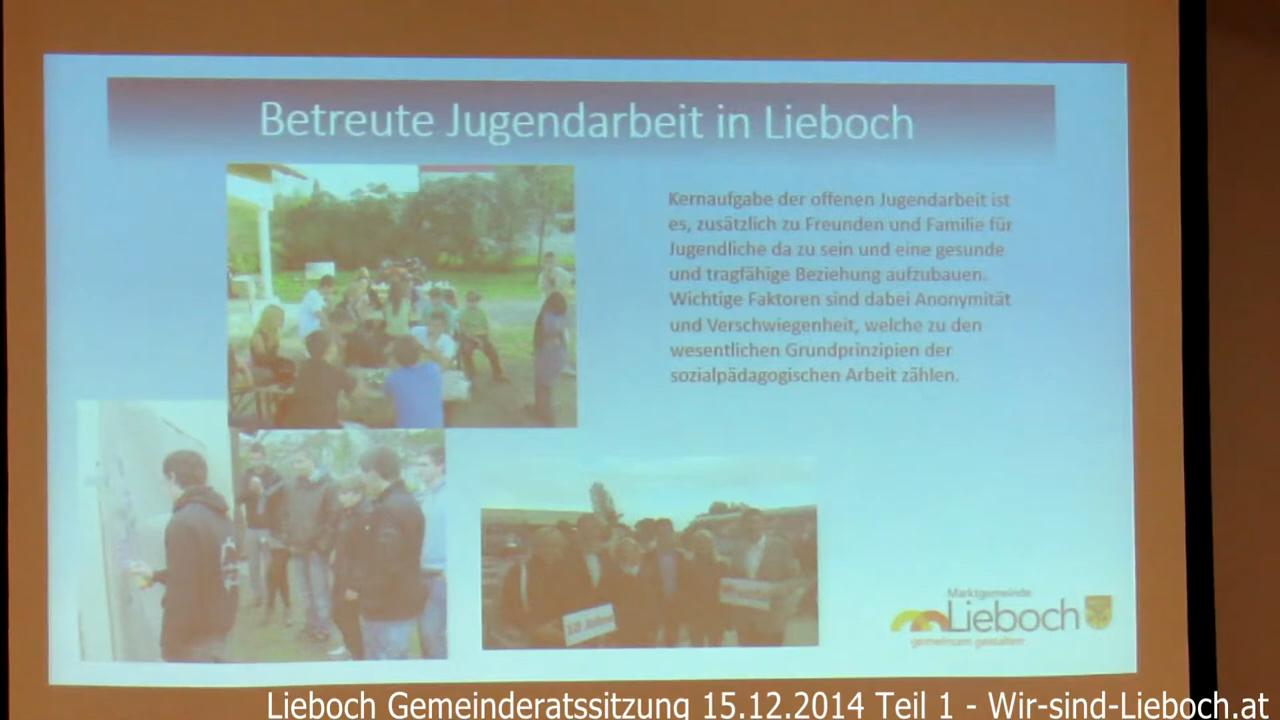 Betreute Jugendarbeit in Lieboch
Kernaufgabe der offenen Jugendarbeit ist
es, zusätzlich zu Freunden und Familie für
Jugendliche da zu sein und eine gesunde
und tragfähige Beziehung aufzubauen.
Wichtige Faktoren sind dabei Anonymität
und Verschwiegenheit, welche zu den
wesentlichen Grundprinzipien der
sozialpädagogischen Arbeit zählen.
Marktgemeinde
Lieboch
gemeinsam gestalten
Lieboch Gemeinderatssitzung 15.12.2014 Teil 1 - Wir-sind-Lieboch.at